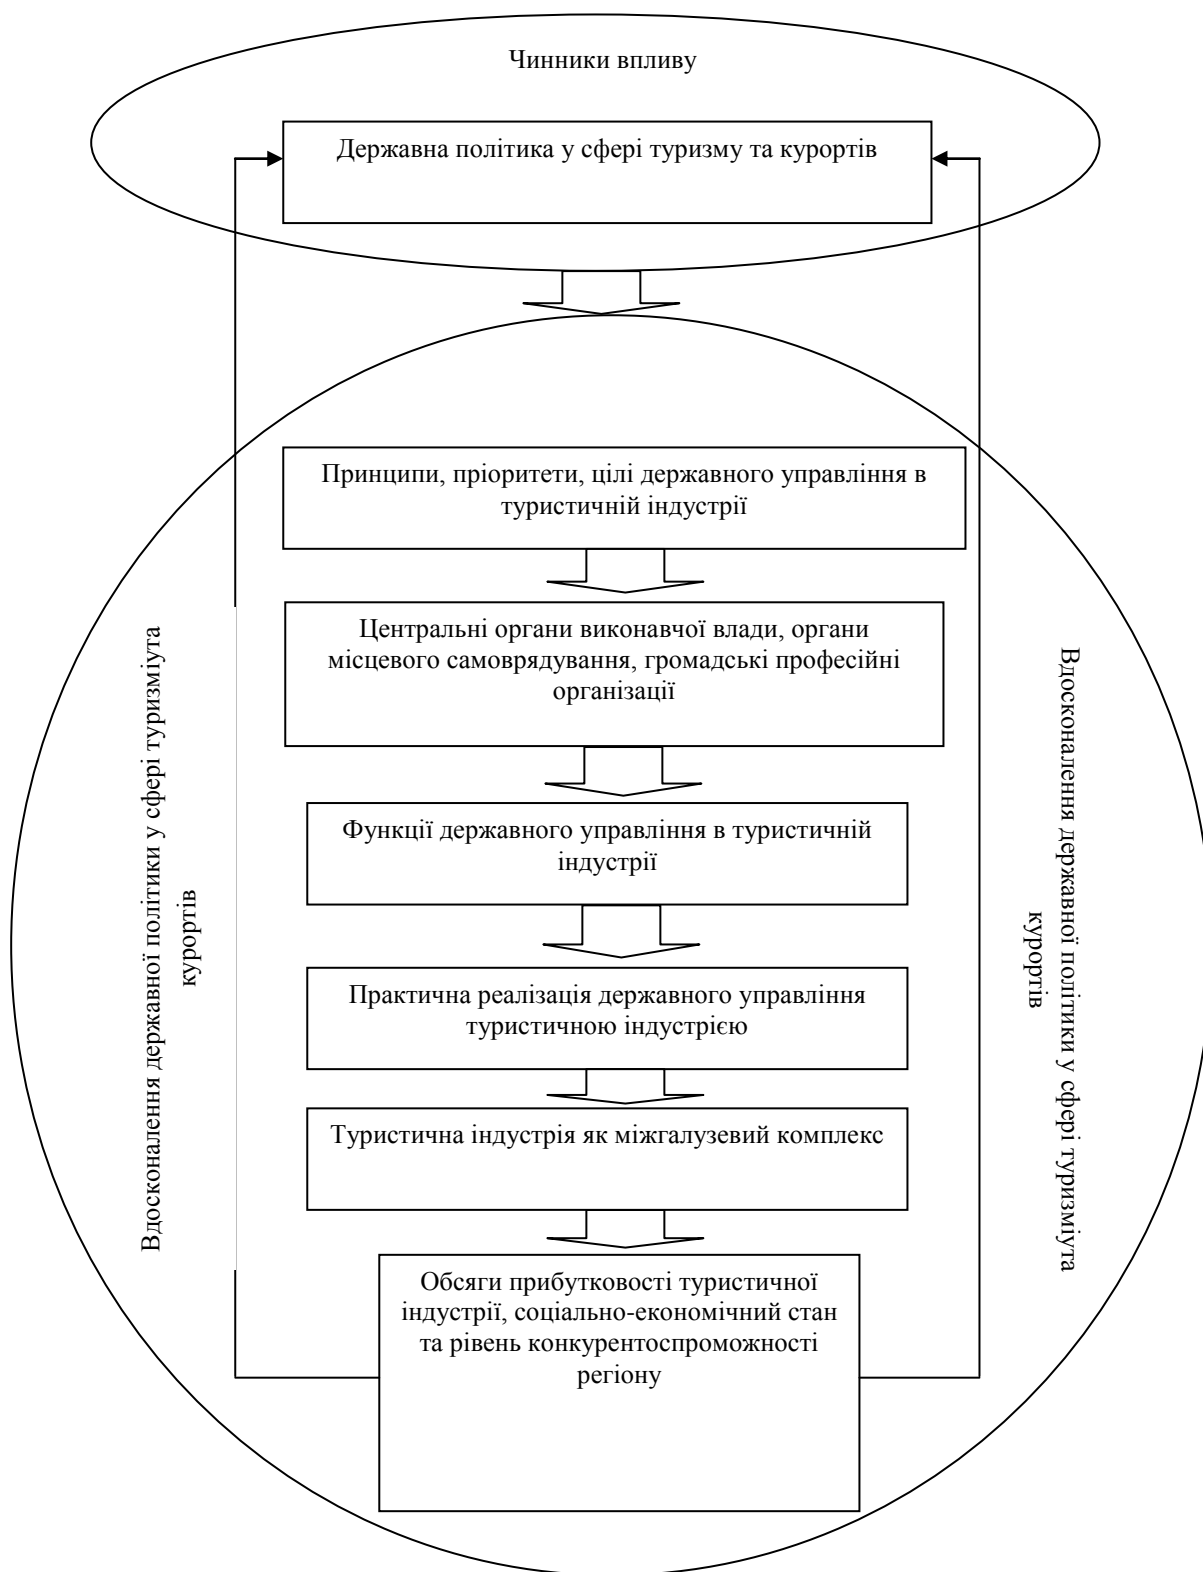 Чинники впливу
Державна політика у сфері туризму та курортів
Принципи, пріоритети, цілі державного управління в
туристичній індустрії
Центральні органи виконавчої влади, органи
місцевого самоврядування, громадські професійні
організації
Функції державного управління в туристичній
індустрії
Практична реалізація державного управління
туристичною індустрією
Туристична індустрія як міжгалузевий комплекс
Обсяги прибутковості туристичної
індустрії, соціально-економічний стан
та рівень конкурентоспроможності
регіону
Вдосконалення державної політики у сфері туризміута
курортів
Вдосконалення державної політики у сфері туризміута
курортів